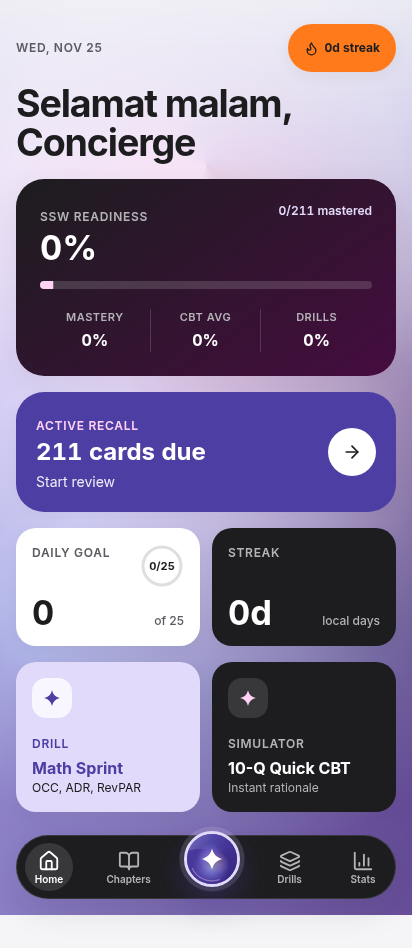 WED, NOV 25
0d streak
Selamat malam,
Concierge
SSW READINESS
0/211 mastered
0%
MASTERY
CBT AVG
DRILLS
0%
0%
0%
ACTIVE RECALL
211 cards due
Start review
DAILY GOAL
0/25
0
of 25
STREAK
0d
local days
DRILL
Math Sprint
OCC, ADR, RevPAR
SIMULATOR
10-Q Quick CBT
Instant rationale
Home
Chapters
Drills
Stats